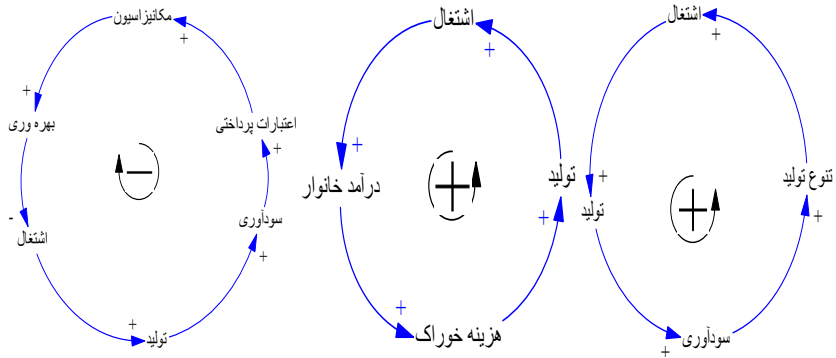 مکانیزاسیون
+
بهره وری
+
اعتبارات پرداختی
+
سودآوری
+
تولید
+
اشتغال
-
−
اشتغال
+
درآمد خانوار
+
تولید
+
هزینه خوراک
+
+
اشتغال
+
تنوع تولید
+
تولید
+
سودآوری
+
+